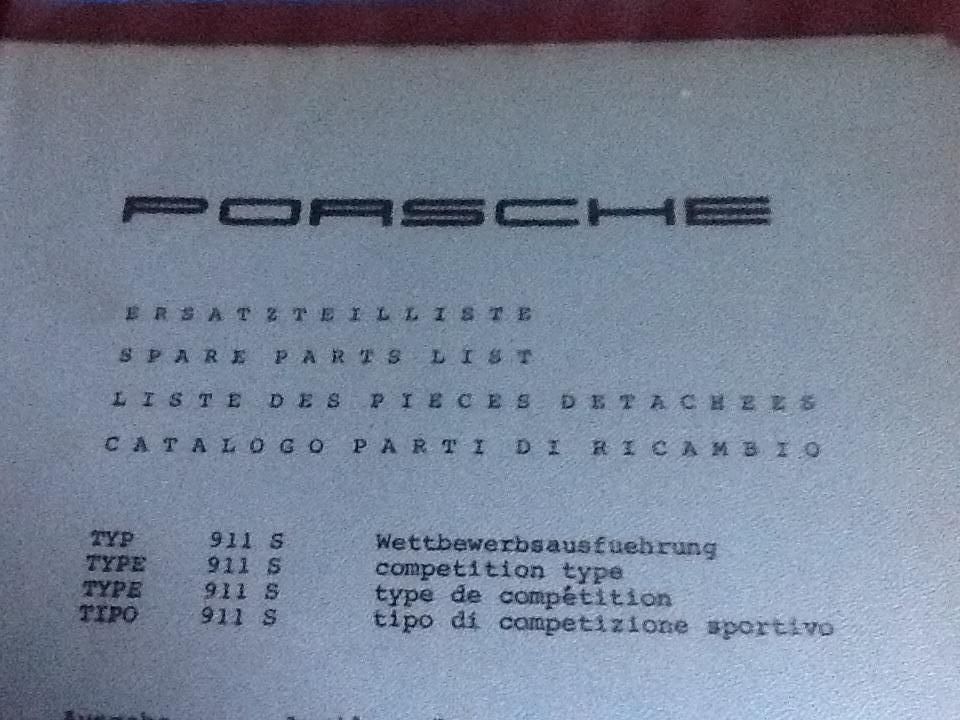 PORSCHE
ERSATZTEILLISTE
SPARE PARTS LIST
LISTE DES PIECES DETACHEES
CATALOGO PARTI DI RICAMBIO
TYP 911 S Wettbewerbsausfuehrung
TYPE 911 S competition type
TYPE 911 S type de compétition
TIPO 911 S tipo di competizione sportivo